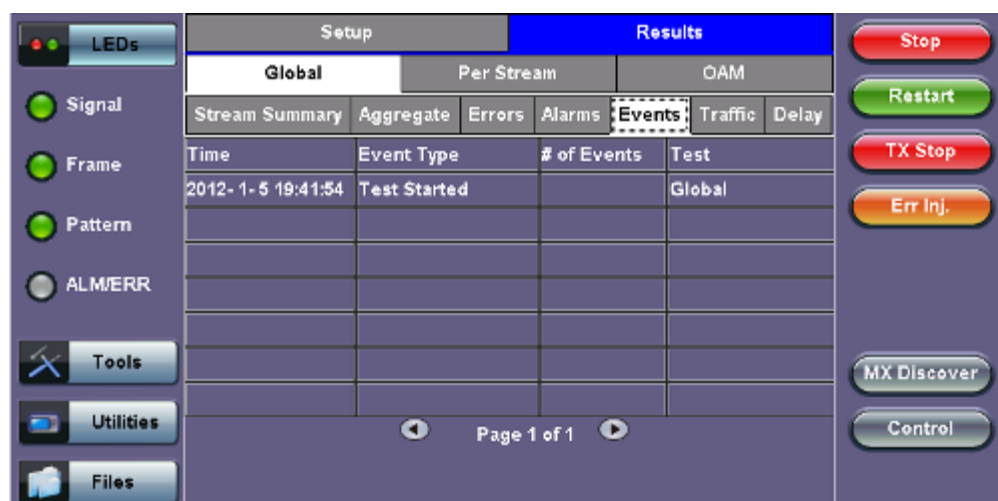 LEDs
Signal
Frame
Pattern
ALM/ERR
Tools
Utilities
Files
Setup Results
Global Per Stream OAM
Stream Summary Aggregate Errors Alarms Events Traffic Delay
Time Event Type # of Events Test
2012- 1- 5 19:41:54 Test Started Global
Page 1 of 1
Stop
Restart
TX Stop
Err Inj.
MX Discover
Control